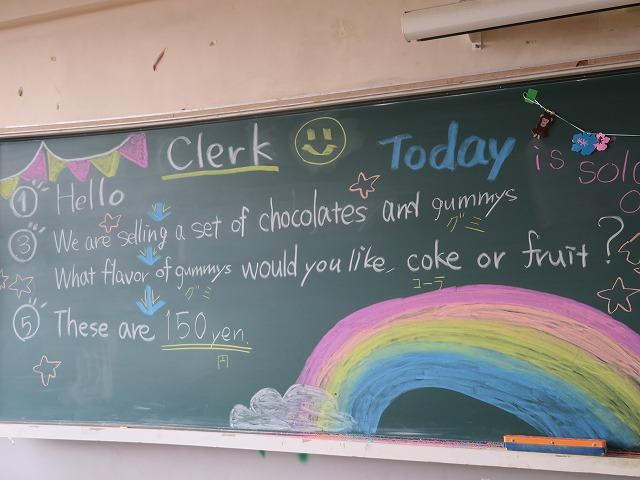 Clerk
Today
is sold
① Hello
③ We are selling a set of chocolates and gummys
グミ
What flavor of gummys would you like, coke or fruit?
グミ
コーラ
⑤ These are 150 yen.
円